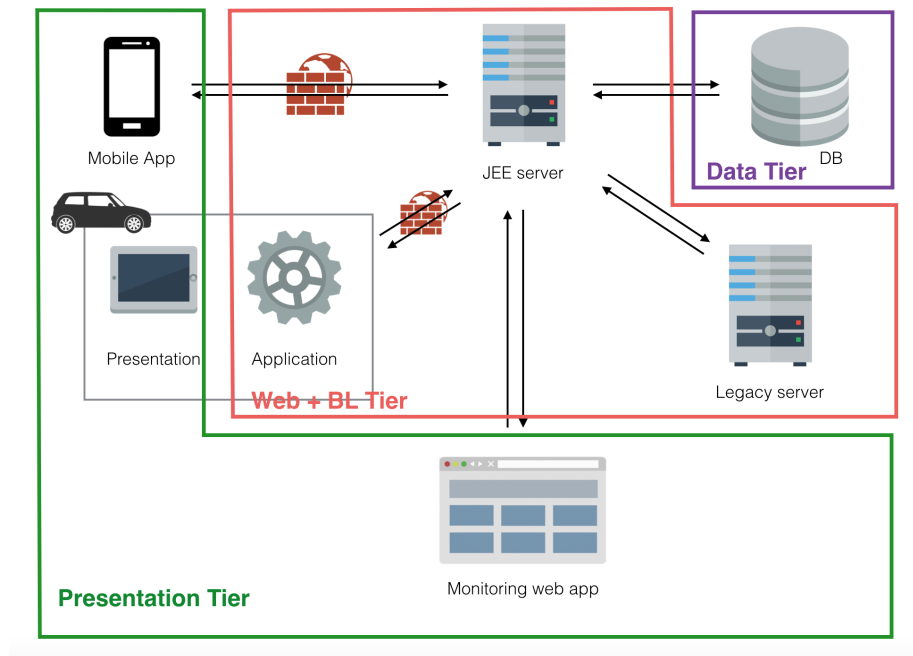 Mobile App
JEE server
DB
Data Tier
Presentation
Application
Web + BL Tier
Legacy server
Monitoring web app
Presentation Tier